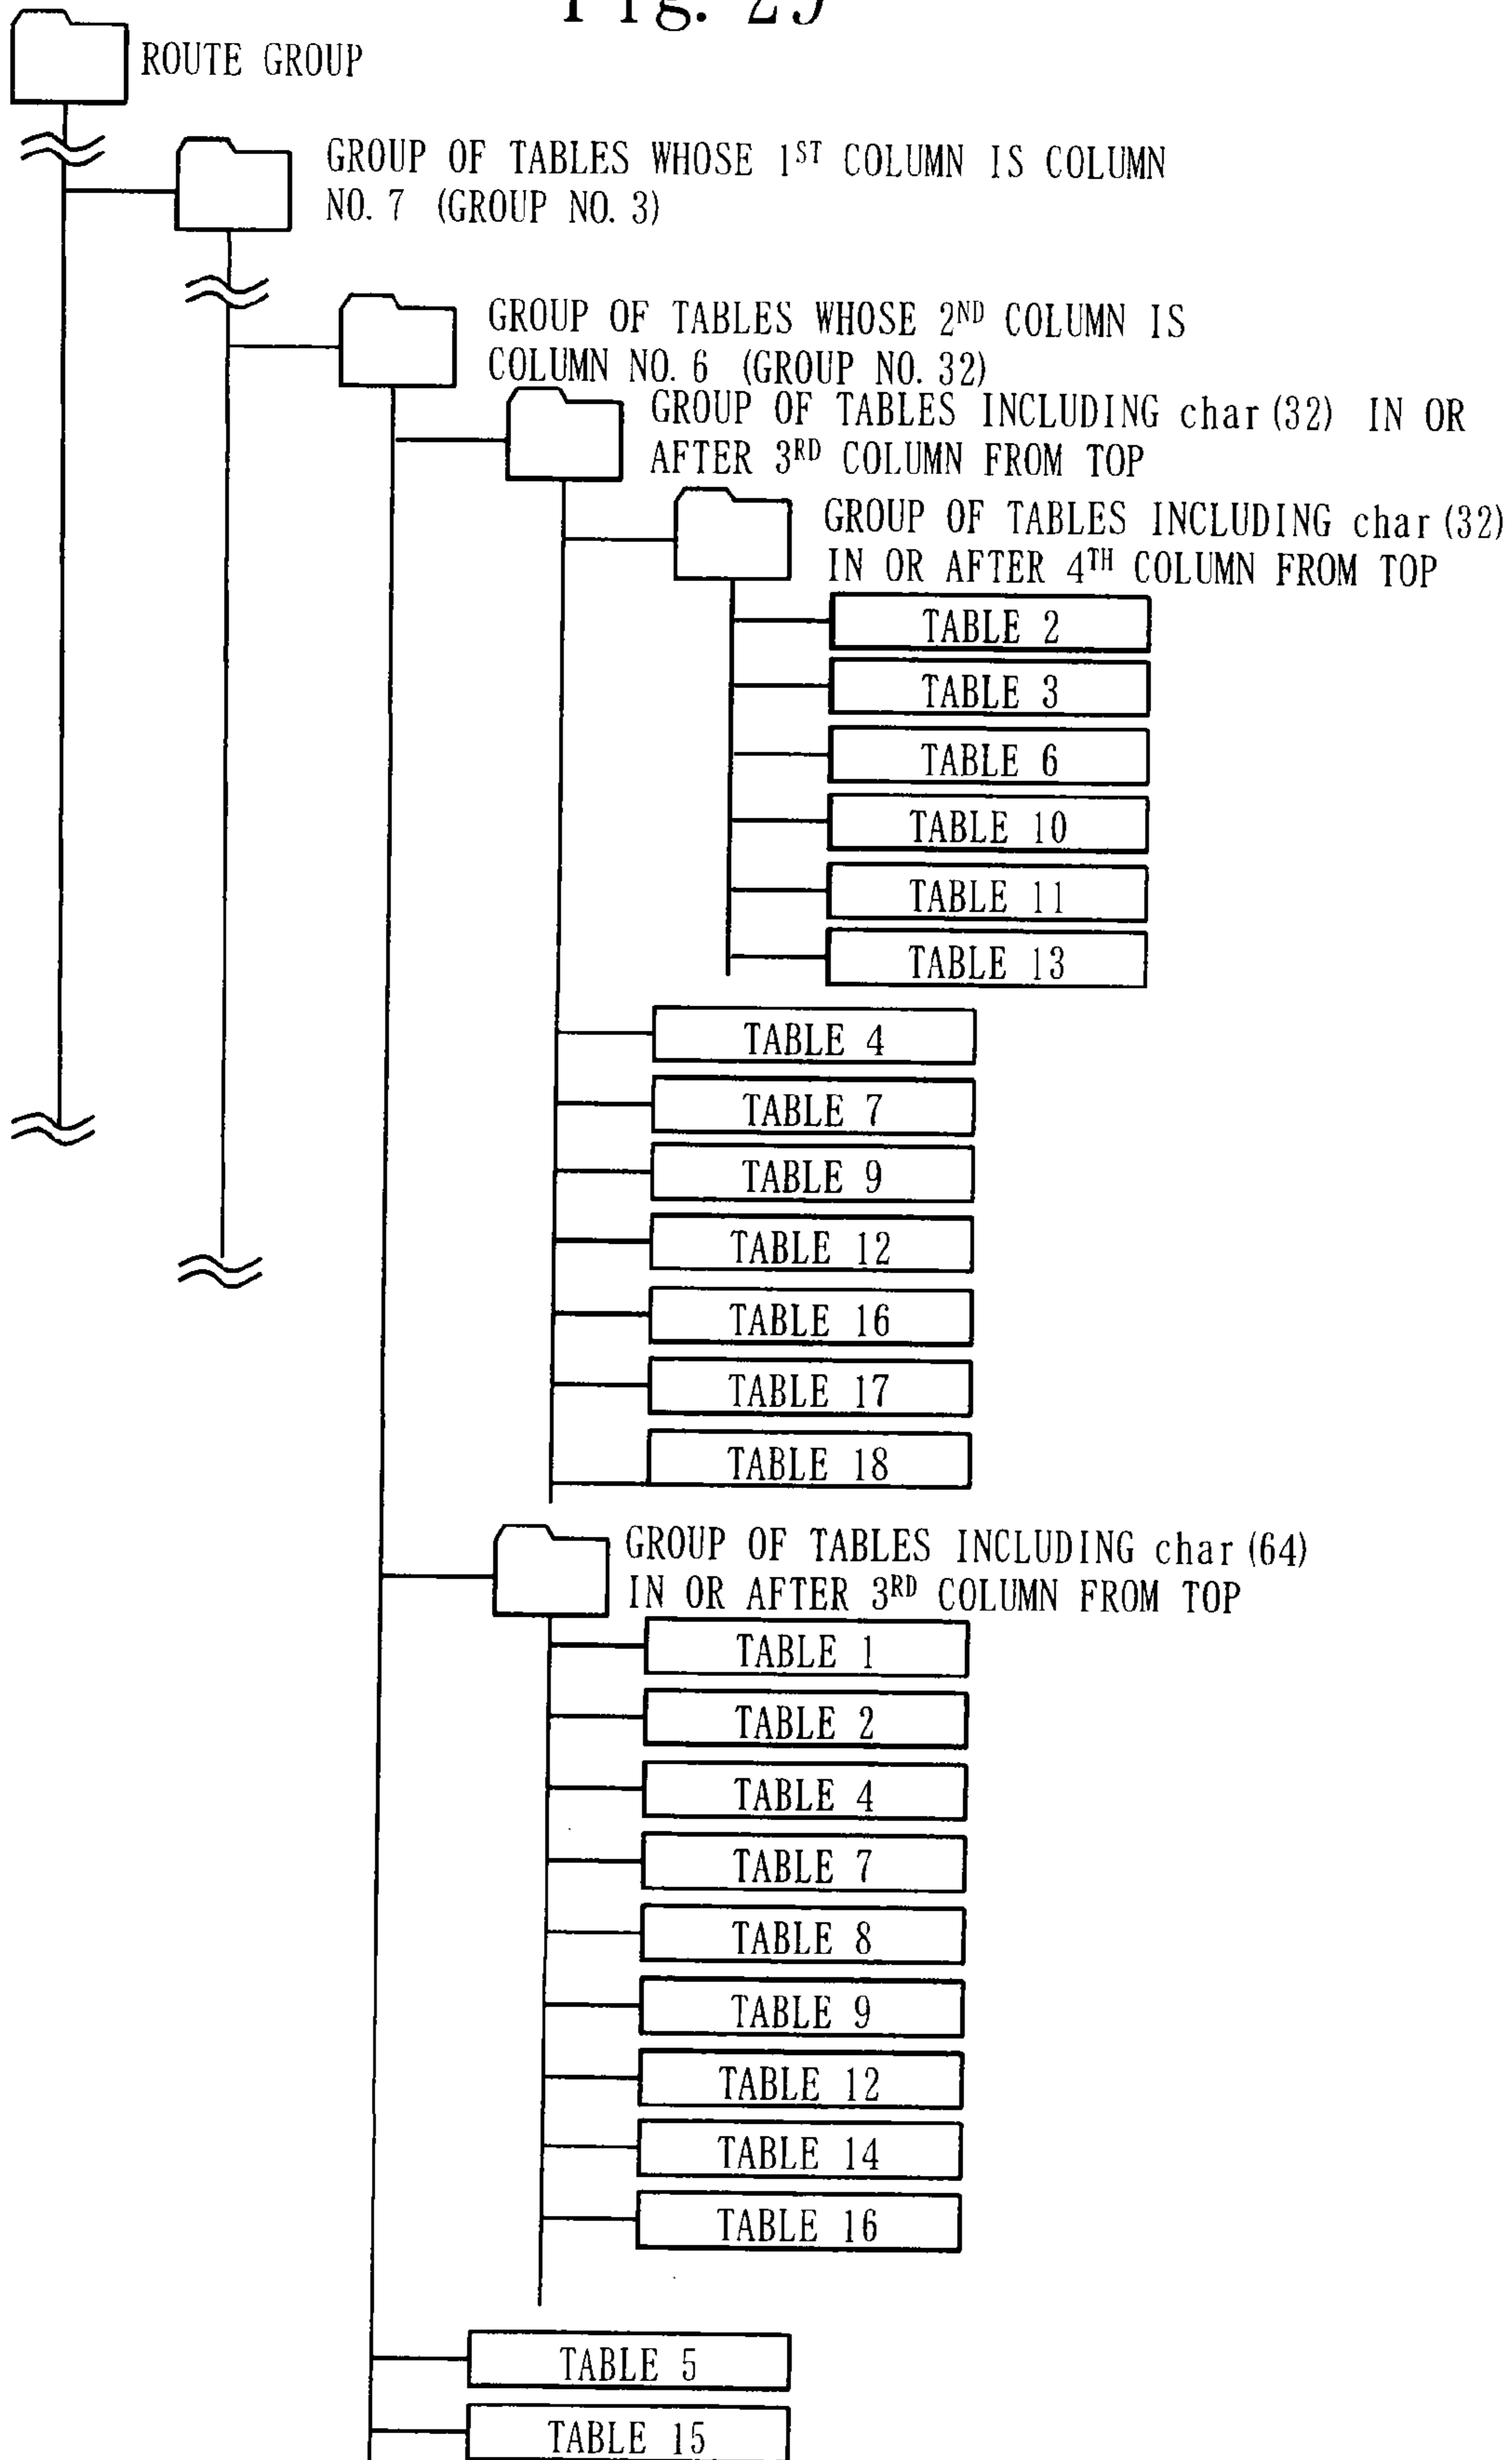 ROUTE GROUP
GROUP OF TABLES WHOSE 1ST COLUMN IS COLUMN
NO. 7 (GROUP NO. 3)
GROUP OF TABLES WHOSE 2ND COLUMN IS
COLUMN NO. 6 (GROUP NO. 32)
GROUP OF TABLES INCLUDING char (32) IN OR
AFTER 3RD COLUMN FROM TOP
GROUP OF TABLES INCLUDING char (32)
IN OR AFTER 4TH COLUMN FROM TOP
TABLE 2
TABLE 3
TABLE 6
TABLE 10
TABLE 11
TABLE 13
TABLE 4
TABLE 7
TABLE 9
TABLE 12
TABLE 16
TABLE 17
TABLE 18
GROUP OF TABLES INCLUDING char (64)
IN OR AFTER 3RD COLUMN FROM TOP
TABLE 1
TABLE 2
TABLE 4
TABLE 7
TABLE 8
TABLE 9
TABLE 12
TABLE 14
TABLE 16
TABLE 5
TABLE 15